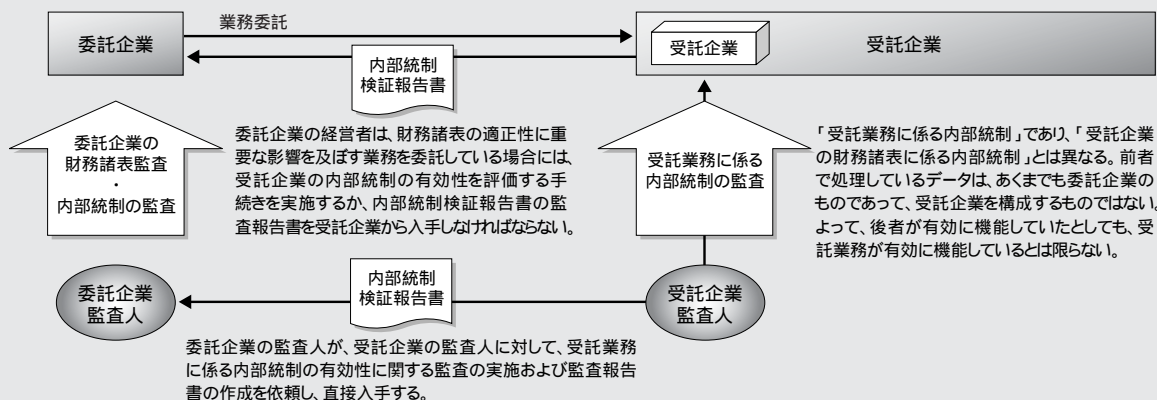 業務委託
委託企業
受託企業
受託企業
内部統制
検証報告書
委託企業の
財務諸表監査
・
内部統制の監査
委託企業の経営者は、財務諸表の適正性に重
要な影響を及ぼす業務を委託している場合には、
受託企業の内部統制の有効性を評価する手
続きを実施するか、内部統制検証報告書の監
査報告書を受託企業から入手しなければならない。
受託業務に係る
内部統制の監査
「受託業務に係る内部統制」であり、「受託企業
の財務諸表に係る内部統制」とは異なる。前者
で処理しているデータは、あくまでも委託企業の
ものであって、受託企業を構成するものではない。
よって、後者が有効に機能していたとしても、受
託業務が有効に機能しているとは限らない。
委託企業
監査人
内部統制
検証報告書
受託企業
監査人
委託企業の監査人が、受託企業の監査人に対して、受託業務
に係る内部統制の有効性に関する監査の実施および監査報告
書の作成を依頼し、直接入手する。